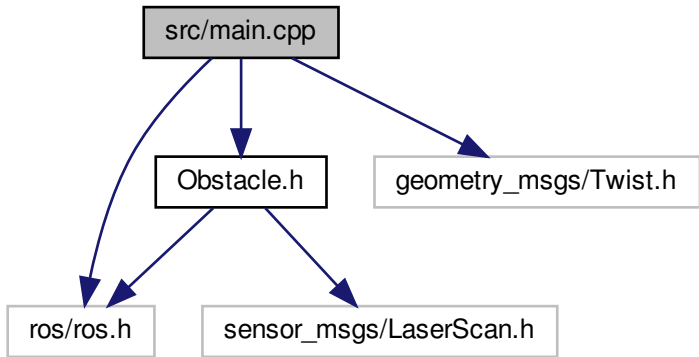 src/main.cpp
Obstacle.h
geometry_msgs/Twist.h
ros/ros.h
sensor_msgs/LaserScan.h